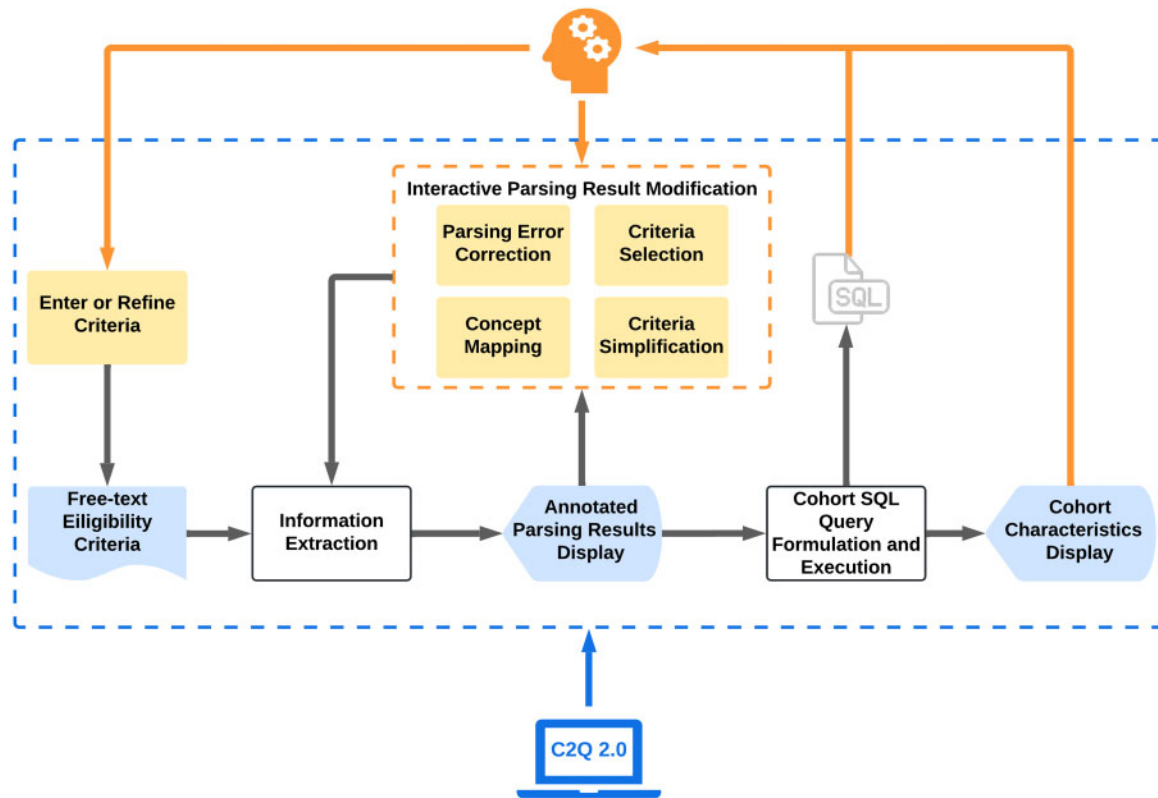 Interactive Parsing Result Modification
Parsing Error
Correction
Criteria
Selection
Concept
Mapping
Criteria
Simplification
Enter or Refine
Criteria
SQL
Free-text
Eiligibility
Criteria
Information
Extraction
Annotated
Parsing Results
Display
Cohort SQL
Query
Formulation and
Execution
Cohort
Characteristics
Display
C2Q 2.0